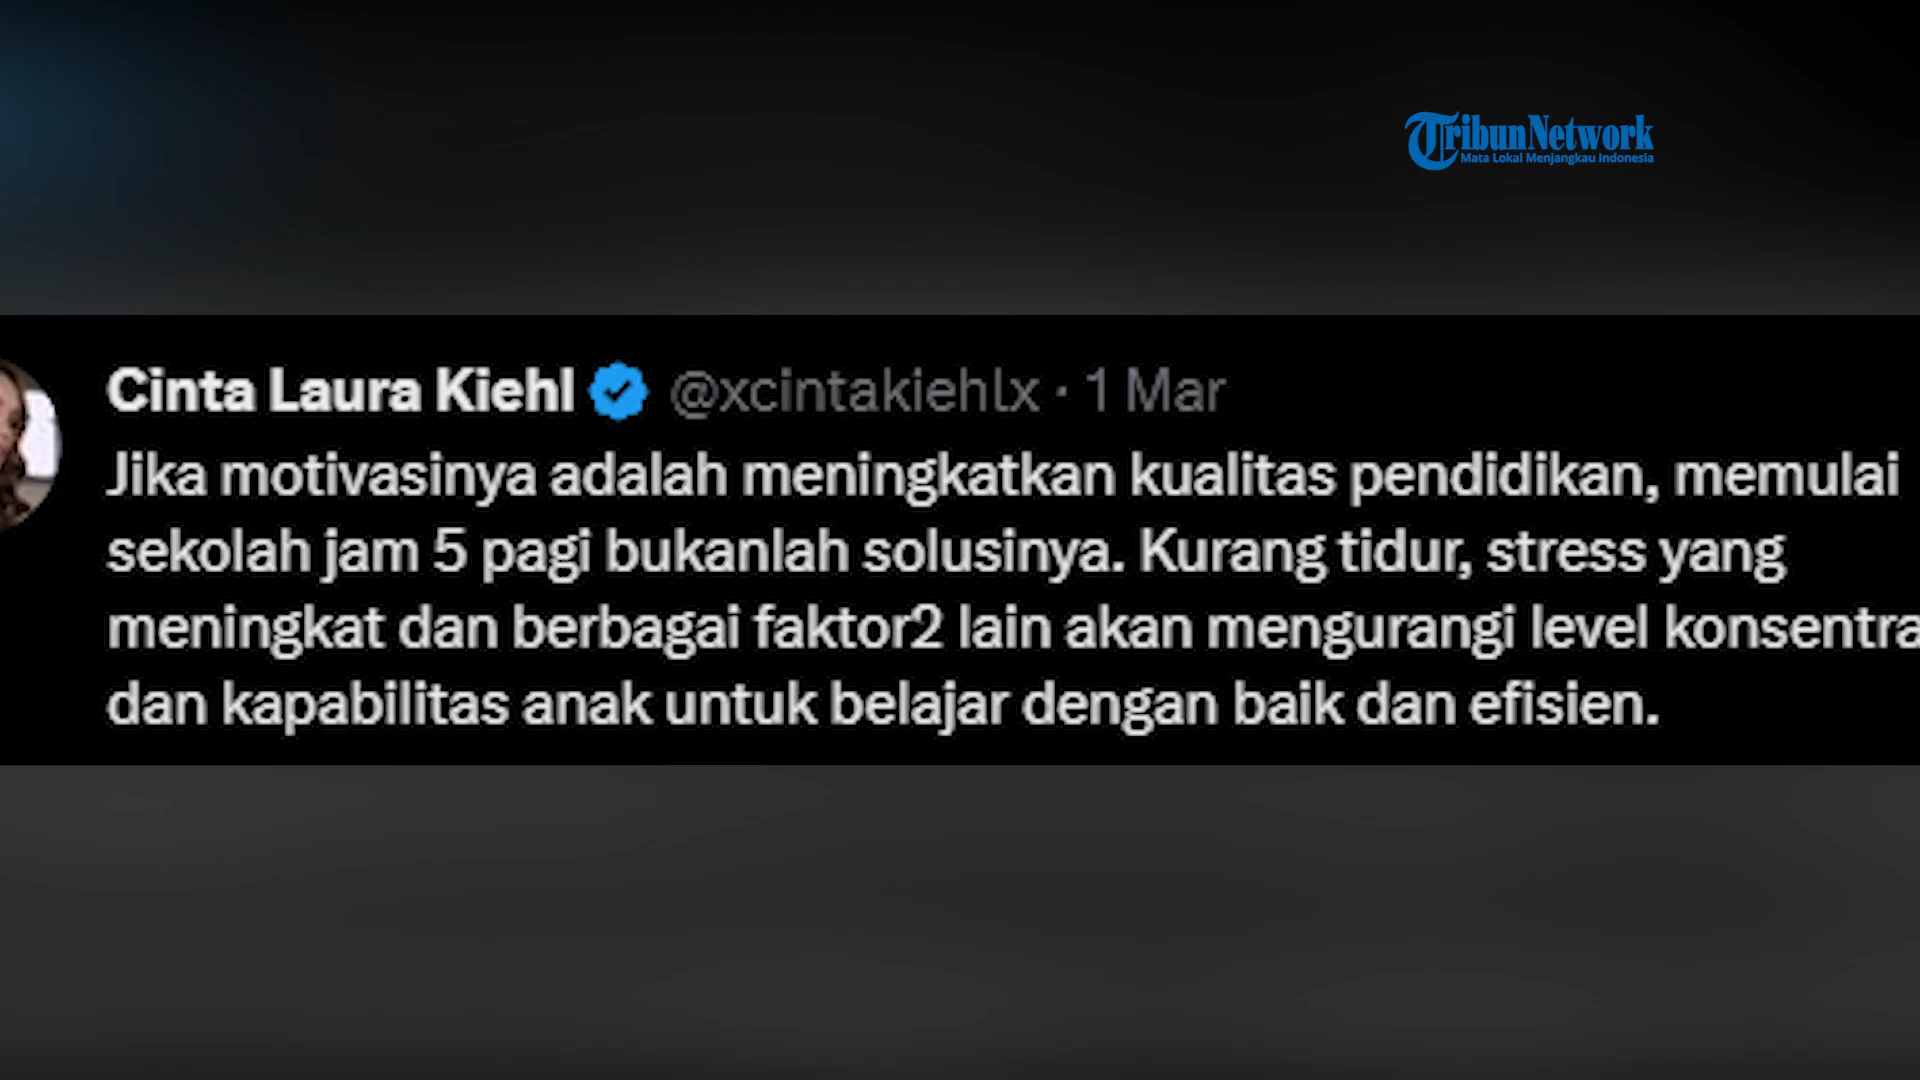 TribunNetwork
Mata Lokal Menjangkau Indonesia
Cinta Laura Kiehl @xcintakiehlx · 1 Mar
Jika motivasinya adalah meningkatkan kualitas pendidikan, memulai
sekolah jam 5 pagi bukanlah solusinya. Kurang tidur, stress yang
meningkat dan berbagai faktor2 lain akan mengurangi level konsentra
dan kapabilitas anak untuk belajar dengan baik dan efisien.